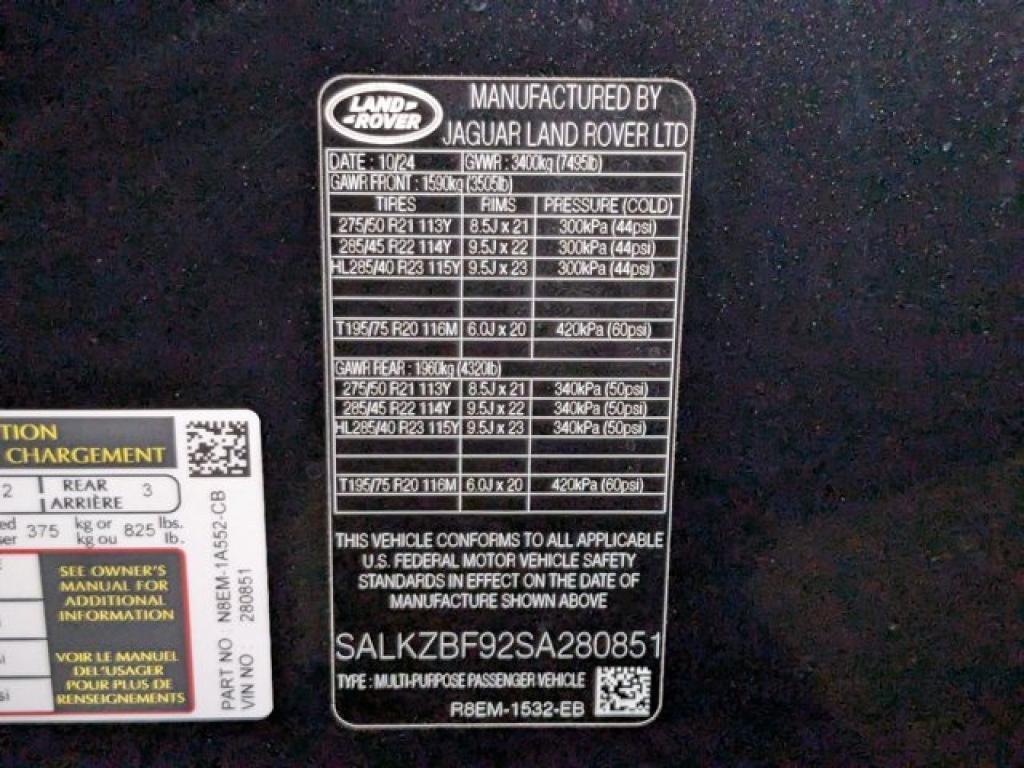 LAND ROVER
MANUFACTURED BY
JAGUAR LAND ROVER LTD
DATE : 10/24 GVWR : 3400kg (7495lb)
GAWR FRONT : 1590kg (3505lb)
TIRES RIMS PRESSURE (COLD)
275/50 R21 113Y 8.5J x 21 300kPa (44psi)
285/45 R22 114Y 9.5J x 22 300kPa (44psi)
HL285/40 R23 115Y 9.5J x 23 300kPa (44psi)
T195/75 R20 116M 6.0J x 20 420kPa (60psi)
GAWR REAR : 1960kg (4320lb)
275/50 R21 113Y 8.5J x 21 340kPa (50psi)
285/45 R22 114Y 9.5J x 22 340kPa (50psi)
HL285/40 R23 115Y 9.5J x 23 340kPa (50psi)
T195/75 R20 116M 6.0J x 20 420kPa (60psi)
THIS VEHICLE CONFORMS TO ALL APPLICABLE
U.S. FEDERAL MOTOR VEHICLE SAFETY
STANDARDS IN EFFECT ON THE DATE OF
MANUFACTURE SHOWN ABOVE
SALKZBF92SA280851
TYPE : MULTI-PURPOSE PASSENGER VEHICLE
R8EM-1532-EB
TION
CHARGEMENT
2 REAR 3
ARRIÈRE
375 kg or 825 lbs.
kg ou lb.
SEE OWNER'S
MANUAL FOR
ADDITIONAL
INFORMATION
VOIR LE MANUEL
DEL'USAGER
POUR PLUS DE
RENSEIGNEMENTS
PART NO : N8EM-1A552-CB
VIN NO : 280851